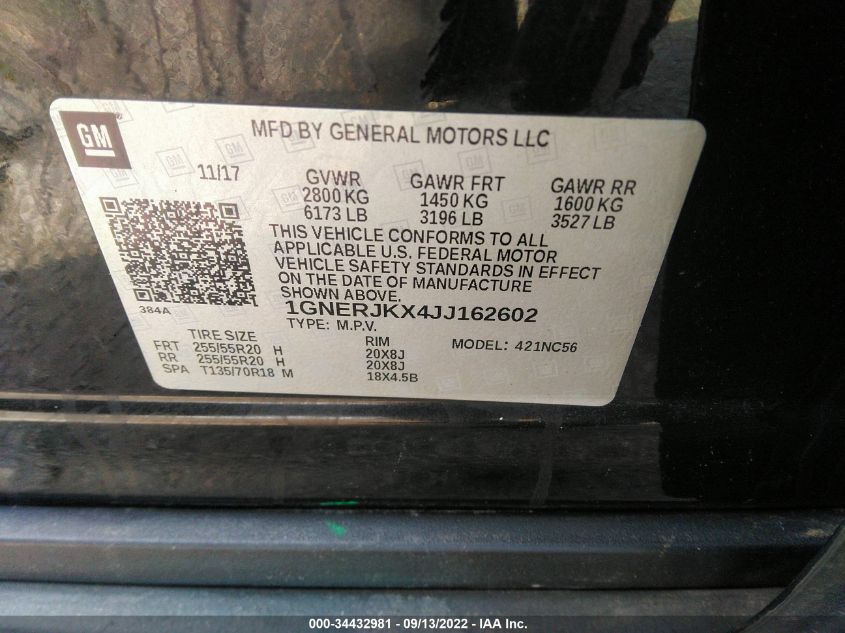 GM
MFD BY GENERAL MOTORS LLC
11/17
GVWR
2800 KG
6173 LB
GAWR FRT
1450 KG
3196 LB
GAWR RR
1600 KG
3527 LB
THIS VEHICLE CONFORMS TO ALL
APPLICABLE U.S. FEDERAL MOTOR
VEHICLE SAFETY STANDARDS IN EFFECT
ON THE DATE OF MANUFACTURE
SHOWN ABOVE.
384A
1GNERJKX4JJ162602
TYPE: M.P.V.
TIRE SIZE RIM MODEL: 421NC56
FRT 255/55R20 H 20X8J
RR 255/55R20 H 20X8J
SPA T135/70R18 M 18X4.5B
000-34432981 - 09/13/2022 - IAA Inc.